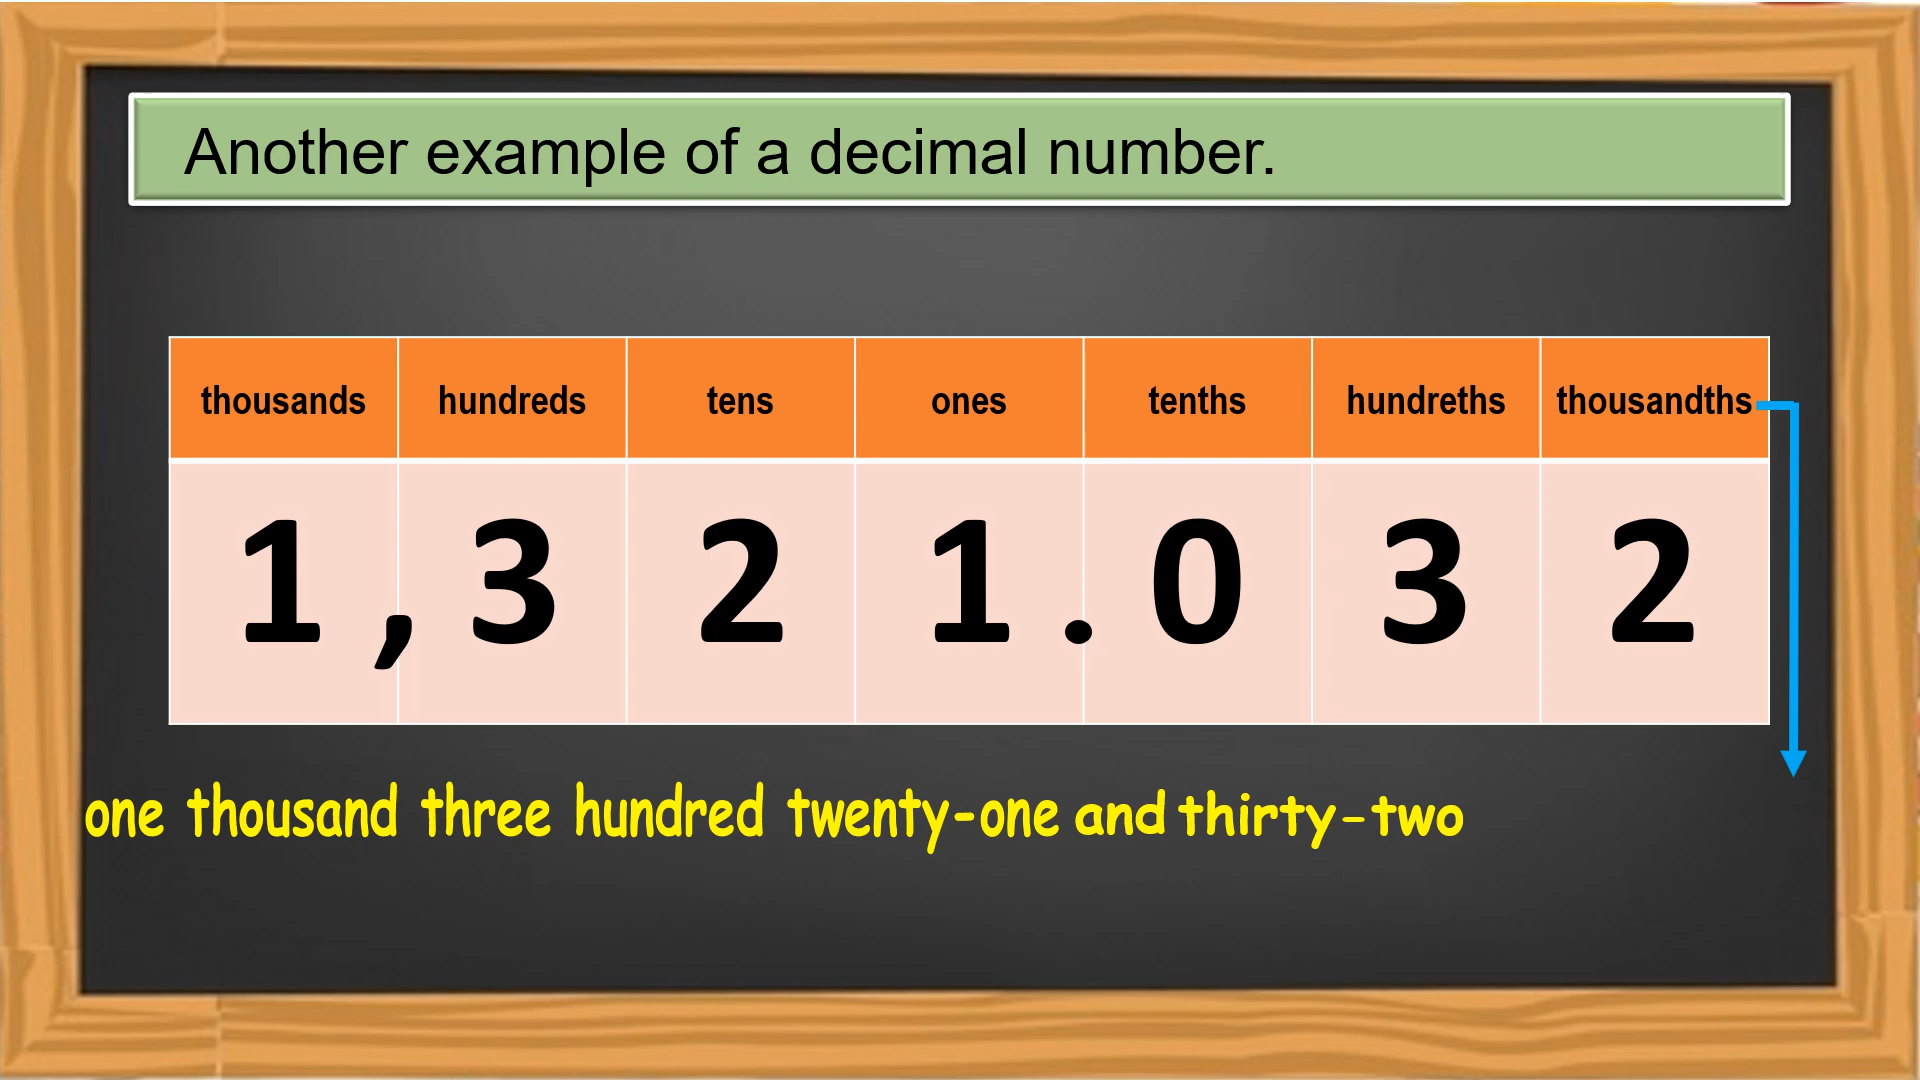 Another example of a decimal number.
thousands hundreds tens ones tenths hundreths thousandths
1 , 3 2 1 . 0 3 2
one thousand three hundred twenty-one and thirty-two